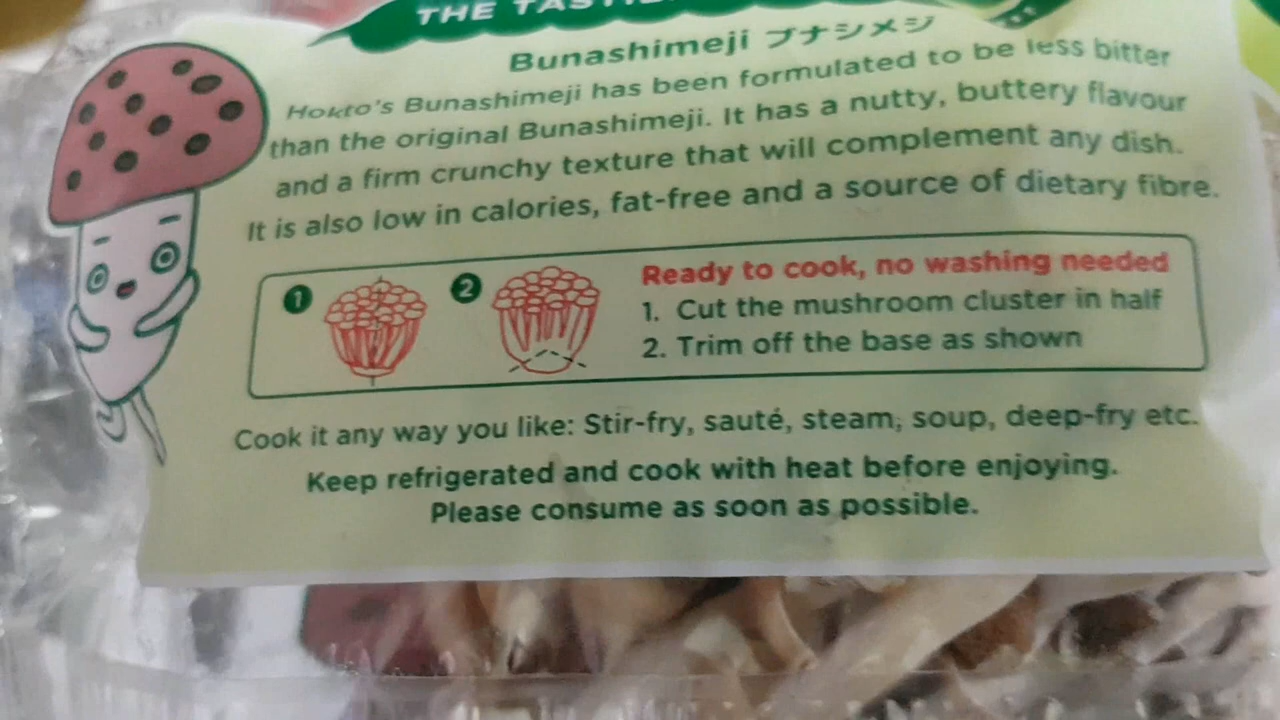 THE
Bunashimeji ブナシメジ
Hokto's Bunashimeji has been formulated to be less bitter
than the original Bunashimeji. It has a nutty, buttery flavour
and a firm crunchy texture that will complement any dish.
It is also low in calories, fat-free and a source of dietary fibre.
1
2
Ready to cook, no washing needed
1. Cut the mushroom cluster in half
2. Trim off the base as shown
Cook it any way you like: Stir-fry, sauté, steam, soup, deep-fry etc.
Keep refrigerated and cook with heat before enjoying.
Please consume as soon as possible.